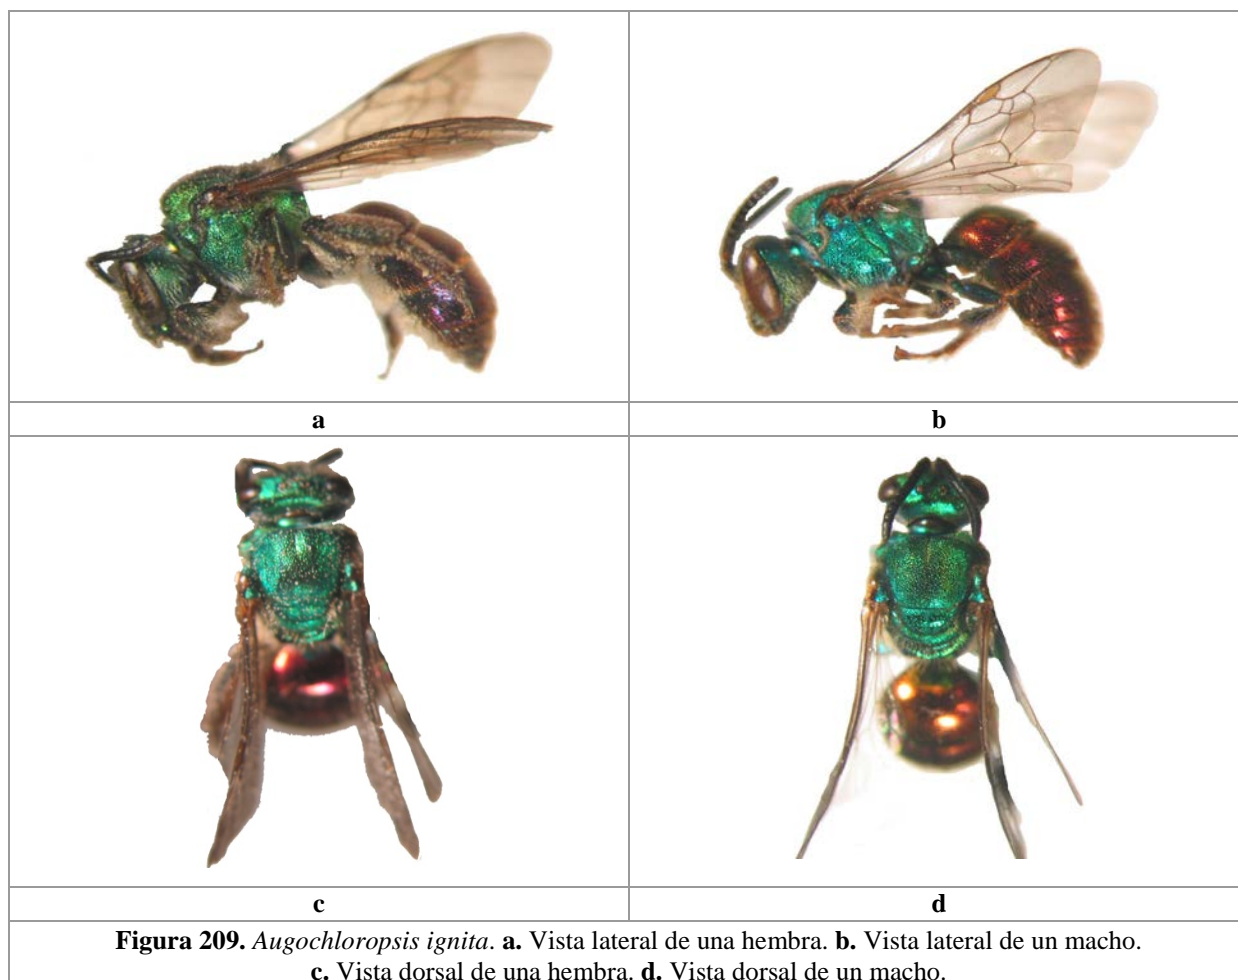 a
b
c
d
Figura 209. Augochloropsis ignita. a. Vista lateral de una hembra. b. Vista lateral de un macho.
c. Vista dorsal de una hembra. d. Vista dorsal de un macho.